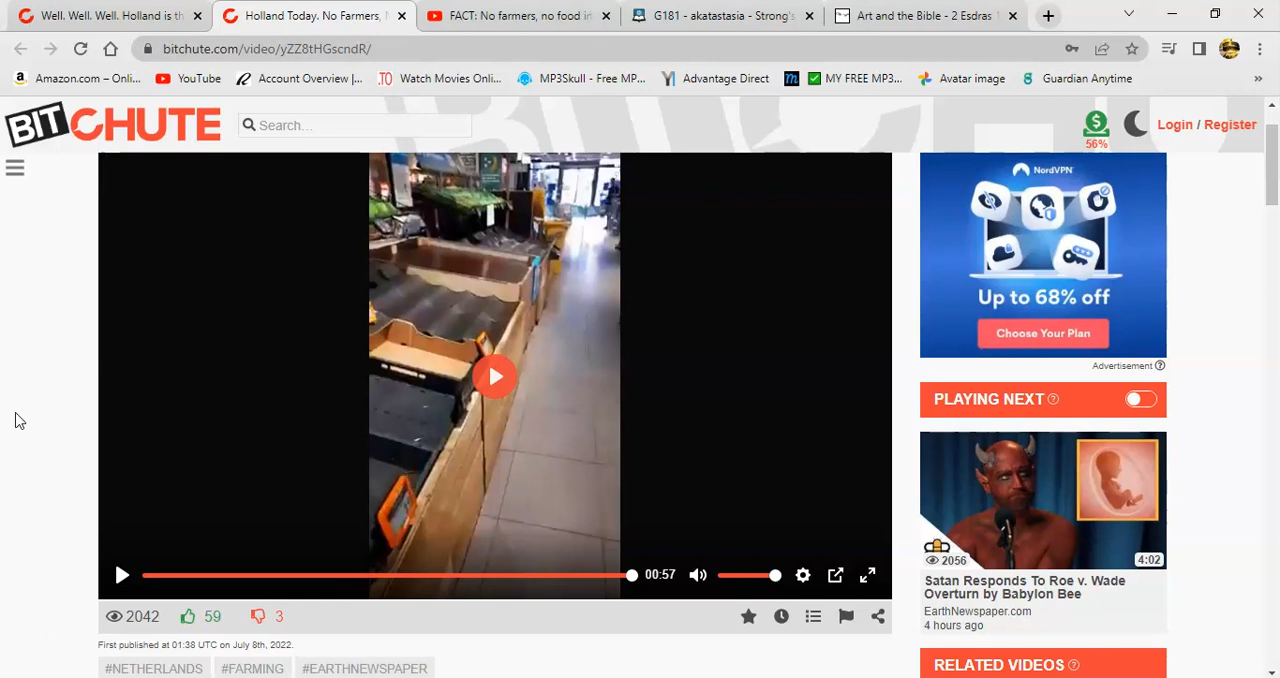 Well. Well. Well. Holland is th
Holland Today. No Farmers, N
FACT: No farmers, no food in
G181 - akatastata - Strong's
Art and the Bible - 2 Esdras 1
bitchute.com/video/yZZ8tHGscndR/
Amazon.com – Onli...
YouTube
Account Overview |...
.TO Watch Movies Onli...
MP3Skull - Free MP...
Advantage Direct
MY FREE MP3...
Avatar image
Guardian Anytime
»
BITCHUTE
Search...
56%
Login / Register
NordVPN
Up to 68% off
Choose Your Plan
Advertisement
PLAYING NEXT
00:57
2056
4:02
Satan Responds To Roe v. Wade
Overturn by Babylon Bee
EarthNewspaper.com
4 hours ago
2042
59
3
First published at 01:38 UTC on July 8th, 2022.
#NETHERLANDS
#FARMING
#EARTHNEWSPAPER
RELATED VIDEOS